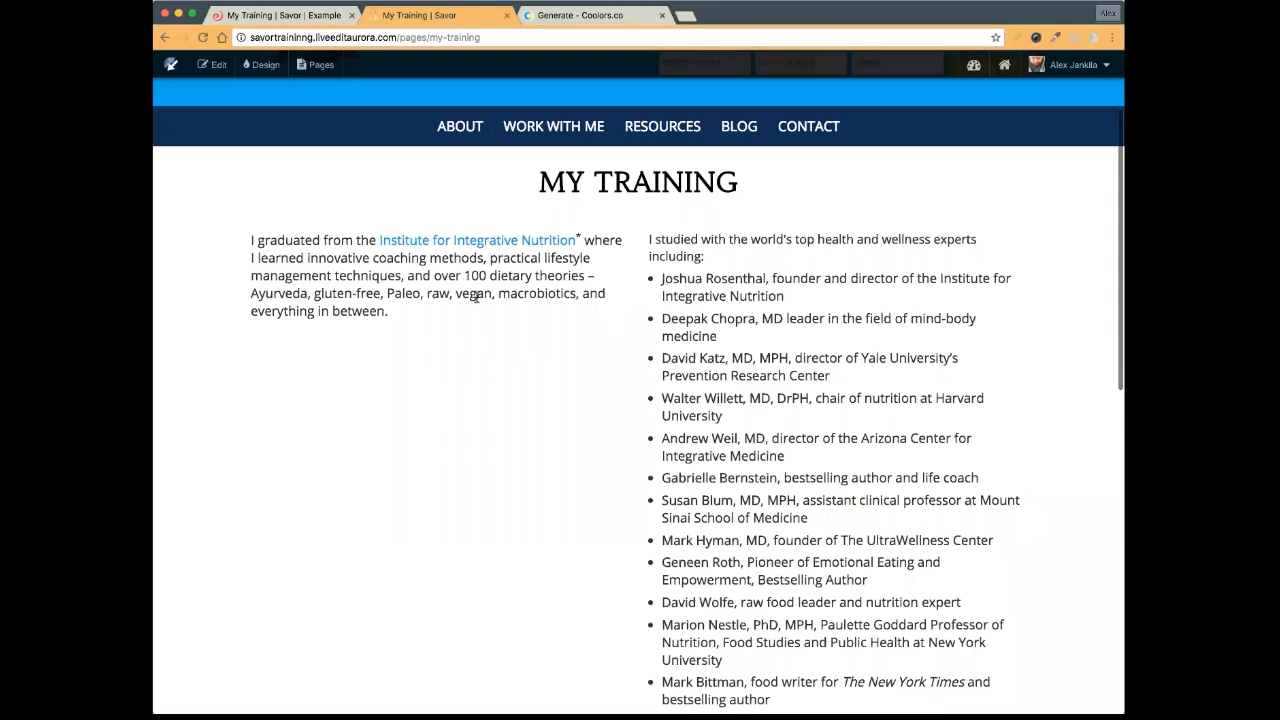 My Training | Savor | Example
My Training | Savor
Generate - Coolors.co
Alex
savortraininng.liveeditaurora.com/pages/my-training
Edit
Design
Pages
Alex Jankila
ABOUT
WORK WITH ME
RESOURCES
BLOG
CONTACT
MY TRAINING
I graduated from the Institute for Integrative Nutrition* where
I learned innovative coaching methods, practical lifestyle
management techniques, and over 100 dietary theories –
Ayurveda, gluten-free, Paleo, raw, vegan, macrobiotics, and
everything in between.
I studied with the world's top health and wellness experts
including:
• Joshua Rosenthal, founder and director of the Institute for
Integrative Nutrition
• Deepak Chopra, MD leader in the field of mind-body
medicine
• David Katz, MD, MPH, director of Yale University's
Prevention Research Center
• Walter Willett, MD, DrPH, chair of nutrition at Harvard
University
• Andrew Weil, MD, director of the Arizona Center for
Integrative Medicine
• Gabrielle Bernstein, bestselling author and life coach
• Susan Blum, MD, MPH, assistant clinical professor at Mount
Sinai School of Medicine
• Mark Hyman, MD, founder of The UltraWellness Center
• Geneen Roth, Pioneer of Emotional Eating and
Empowerment, Bestselling Author
• David Wolfe, raw food leader and nutrition expert
• Marion Nestle, PhD, MPH, Paulette Goddard Professor of
Nutrition, Food Studies and Public Health at New York
University
• Mark Bittman, food writer for The New York Times and
bestselling author